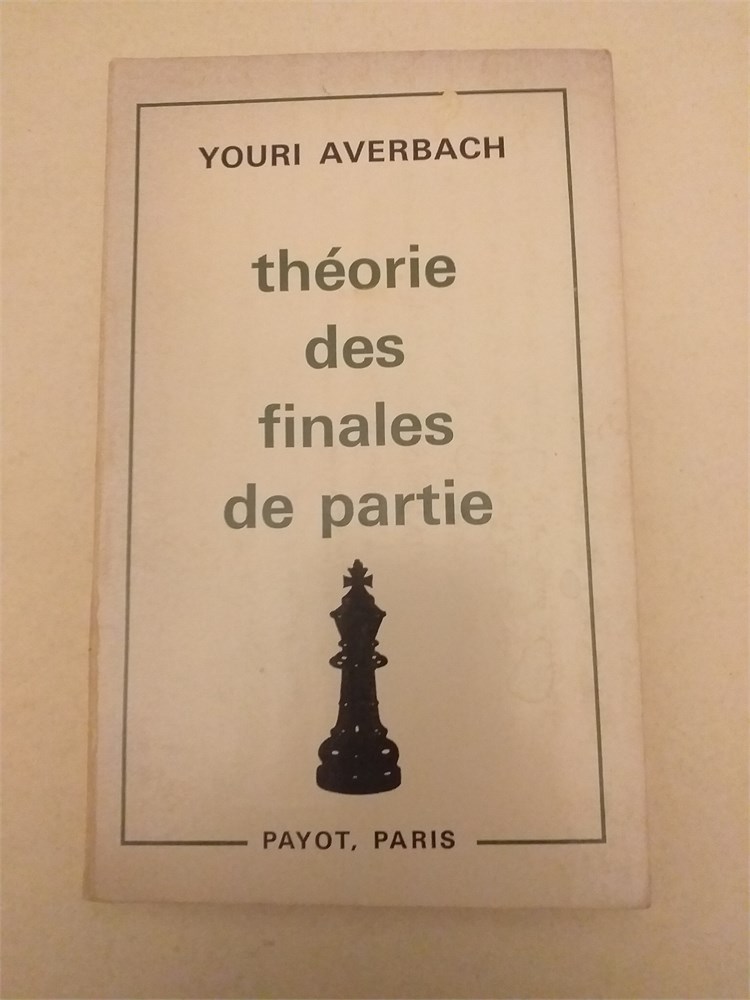 YOURI AVERBACH
théorie
des
finales
de partie
PAYOT, PARIS